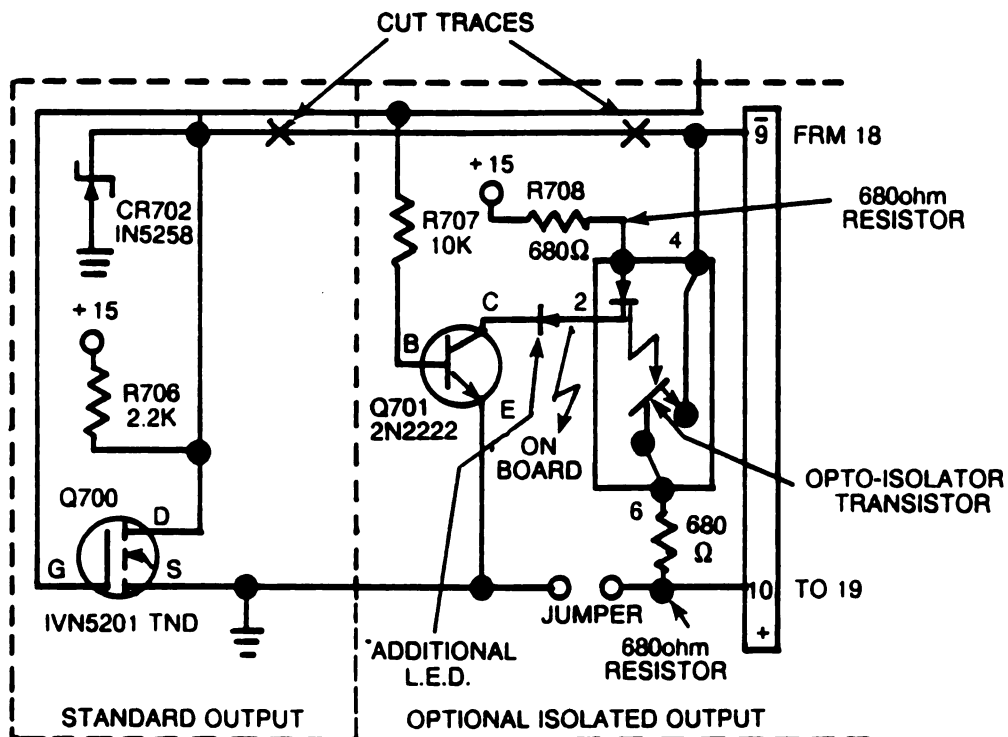 CUT TRACES
9
FRM 18
+ 15
R708
680Ω
680ohm
RESISTOR
CR702
IN5258
R707
10K
4
+ 15
C
2
B
R706
2.2K
Q701
2N2222
E
ON
BOARD
OPTO-ISOLATOR
TRANSISTOR
Q700
D
G
S
6
680
Ω
IVN5201 TND
JUMPER
10
TO 19
+
ADDITIONAL
L.E.D.
680ohm
RESISTOR
STANDARD OUTPUT
OPTIONAL ISOLATED OUTPUT